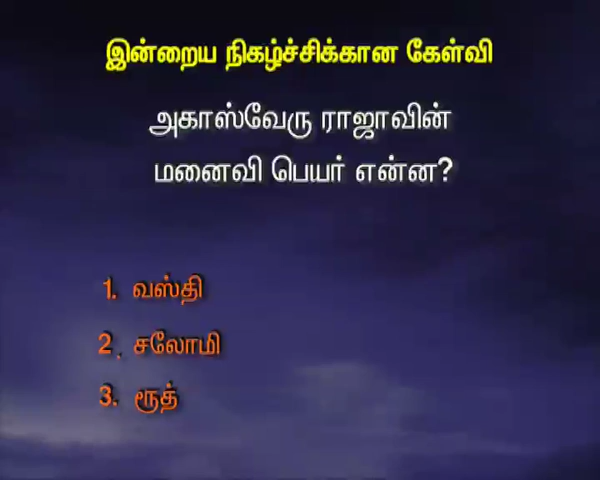 இன்றைய நிகழ்ச்சிக்கான கேள்வி
அகாஸ்வேரு ராஜாவின்
மனைவி பெயர் என்ன?
1. வஸ்தி
2. சலோமி
3. ரூத்